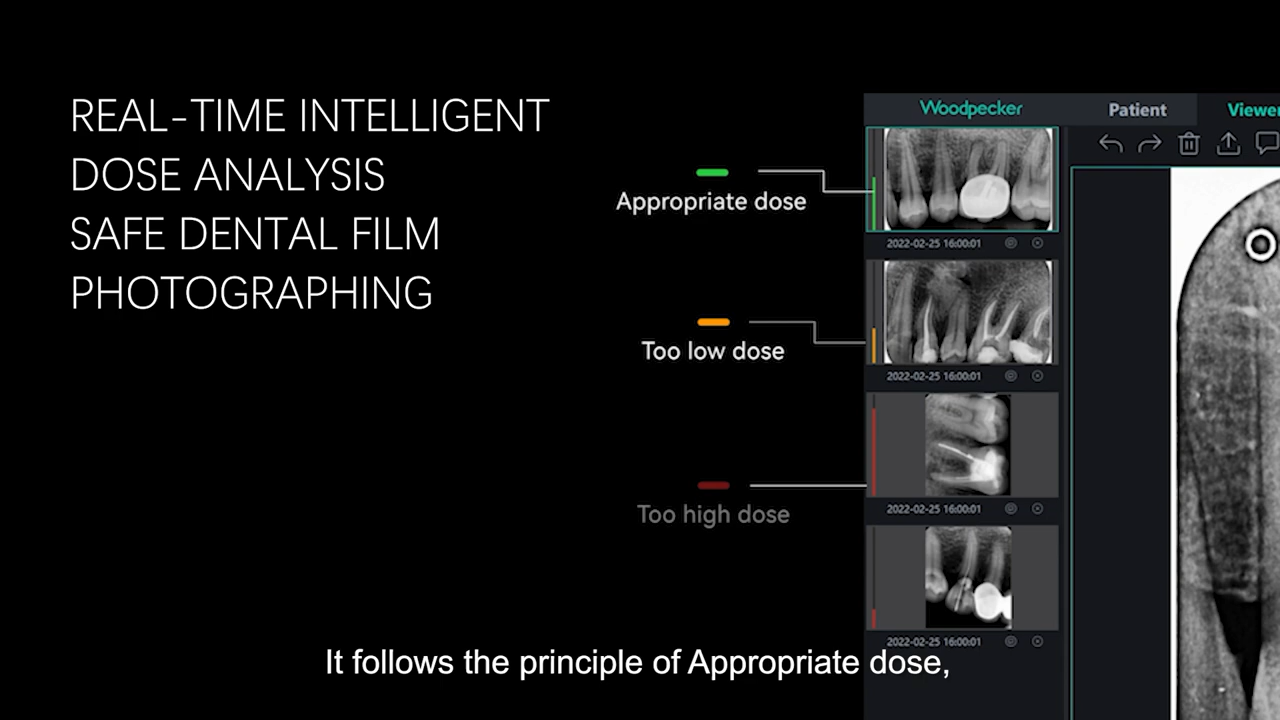 REAL-TIME INTELLIGENT
DOSE ANALYSIS
SAFE DENTAL FILM
PHOTOGRAPHING
Appropriate dose
Too low dose
Too high dose
Woodpecker
Patient
Viewer
2022-02-25 16:00:01
2022-02-25 16:00:01
2022-02-25 16:00:01
2022-02-25 16:00:01
It follows the principle of Appropriate dose,